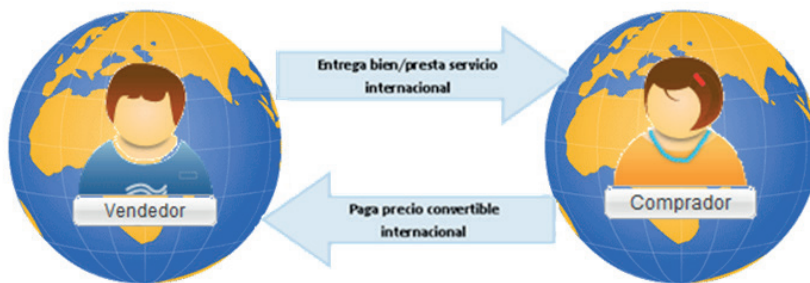 Entrega bien/presta servicio
internacional
Vendedor
Comprador
Paga precio convertible
internacional